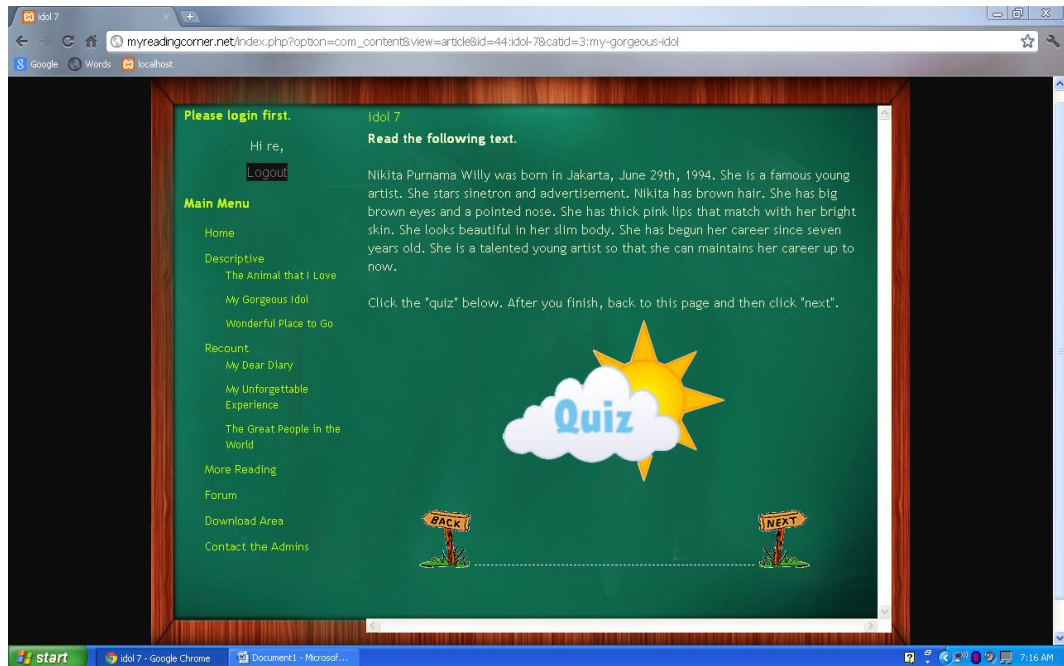 idol 7
myreadingcorner.net/index.php?option=com_content&view=article&id=44:idol-7&catid=3:my-gorgeous-idol
Google Words localhost
Please login first.
Hi re,
Logout
Main Menu
Home
Descriptive
The Animal that I Love
My Gorgeous Idol
Wonderful Place to Go
Recount
My Dear Diary
My Unforgettable
Experience
The Great People in the
World
More Reading
Forum
Download Area
Contact the Admins
idol 7
Read the following text.
Nikita Purnama Willy was born in Jakarta, June 29th, 1994. She is a famous young
artist. She stars sinetron and advertisement. Nikita has brown hair. She has big
brown eyes and a pointed nose. She has thick pink lips that match with her bright
skin. She looks beautiful in her slim body. She has begun her career since seven
years old. She is a talented young artist so that she can maintains her career up to
now.
Click the "quiz" below. After you finish, back to this page and then click "next".
Quiz
BACK
NEXT
start
idol 7 - Google Chrome
Document1 - Microsof...
7:16 AM